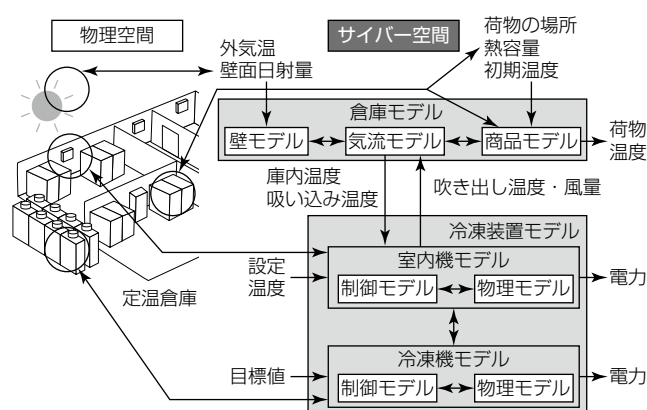 物理空間
サイバー空間
外気温
壁面日射量
荷物の場所
熱容量
初期温度
倉庫モデル
壁モデル
気流モデル
商品モデル
荷物
温度
庫内温度
吸い込み温度
吹き出し温度・風量
冷凍装置モデル
定温倉庫
設定
温度
室内機モデル
制御モデル
物理モデル
電力
目標値
冷凍機モデル
制御モデル
物理モデル
電力